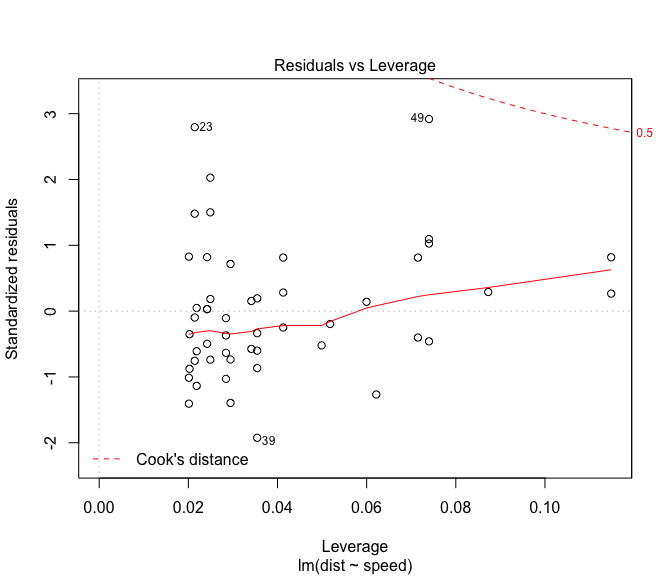 Residuals vs Leverage
Standardized residuals
3
2
1
0
-1
-2
23
49
39
0.5
Cook's distance
0.00 0.02 0.04 0.06 0.08 0.10
Leverage
lm(dist ~ speed)